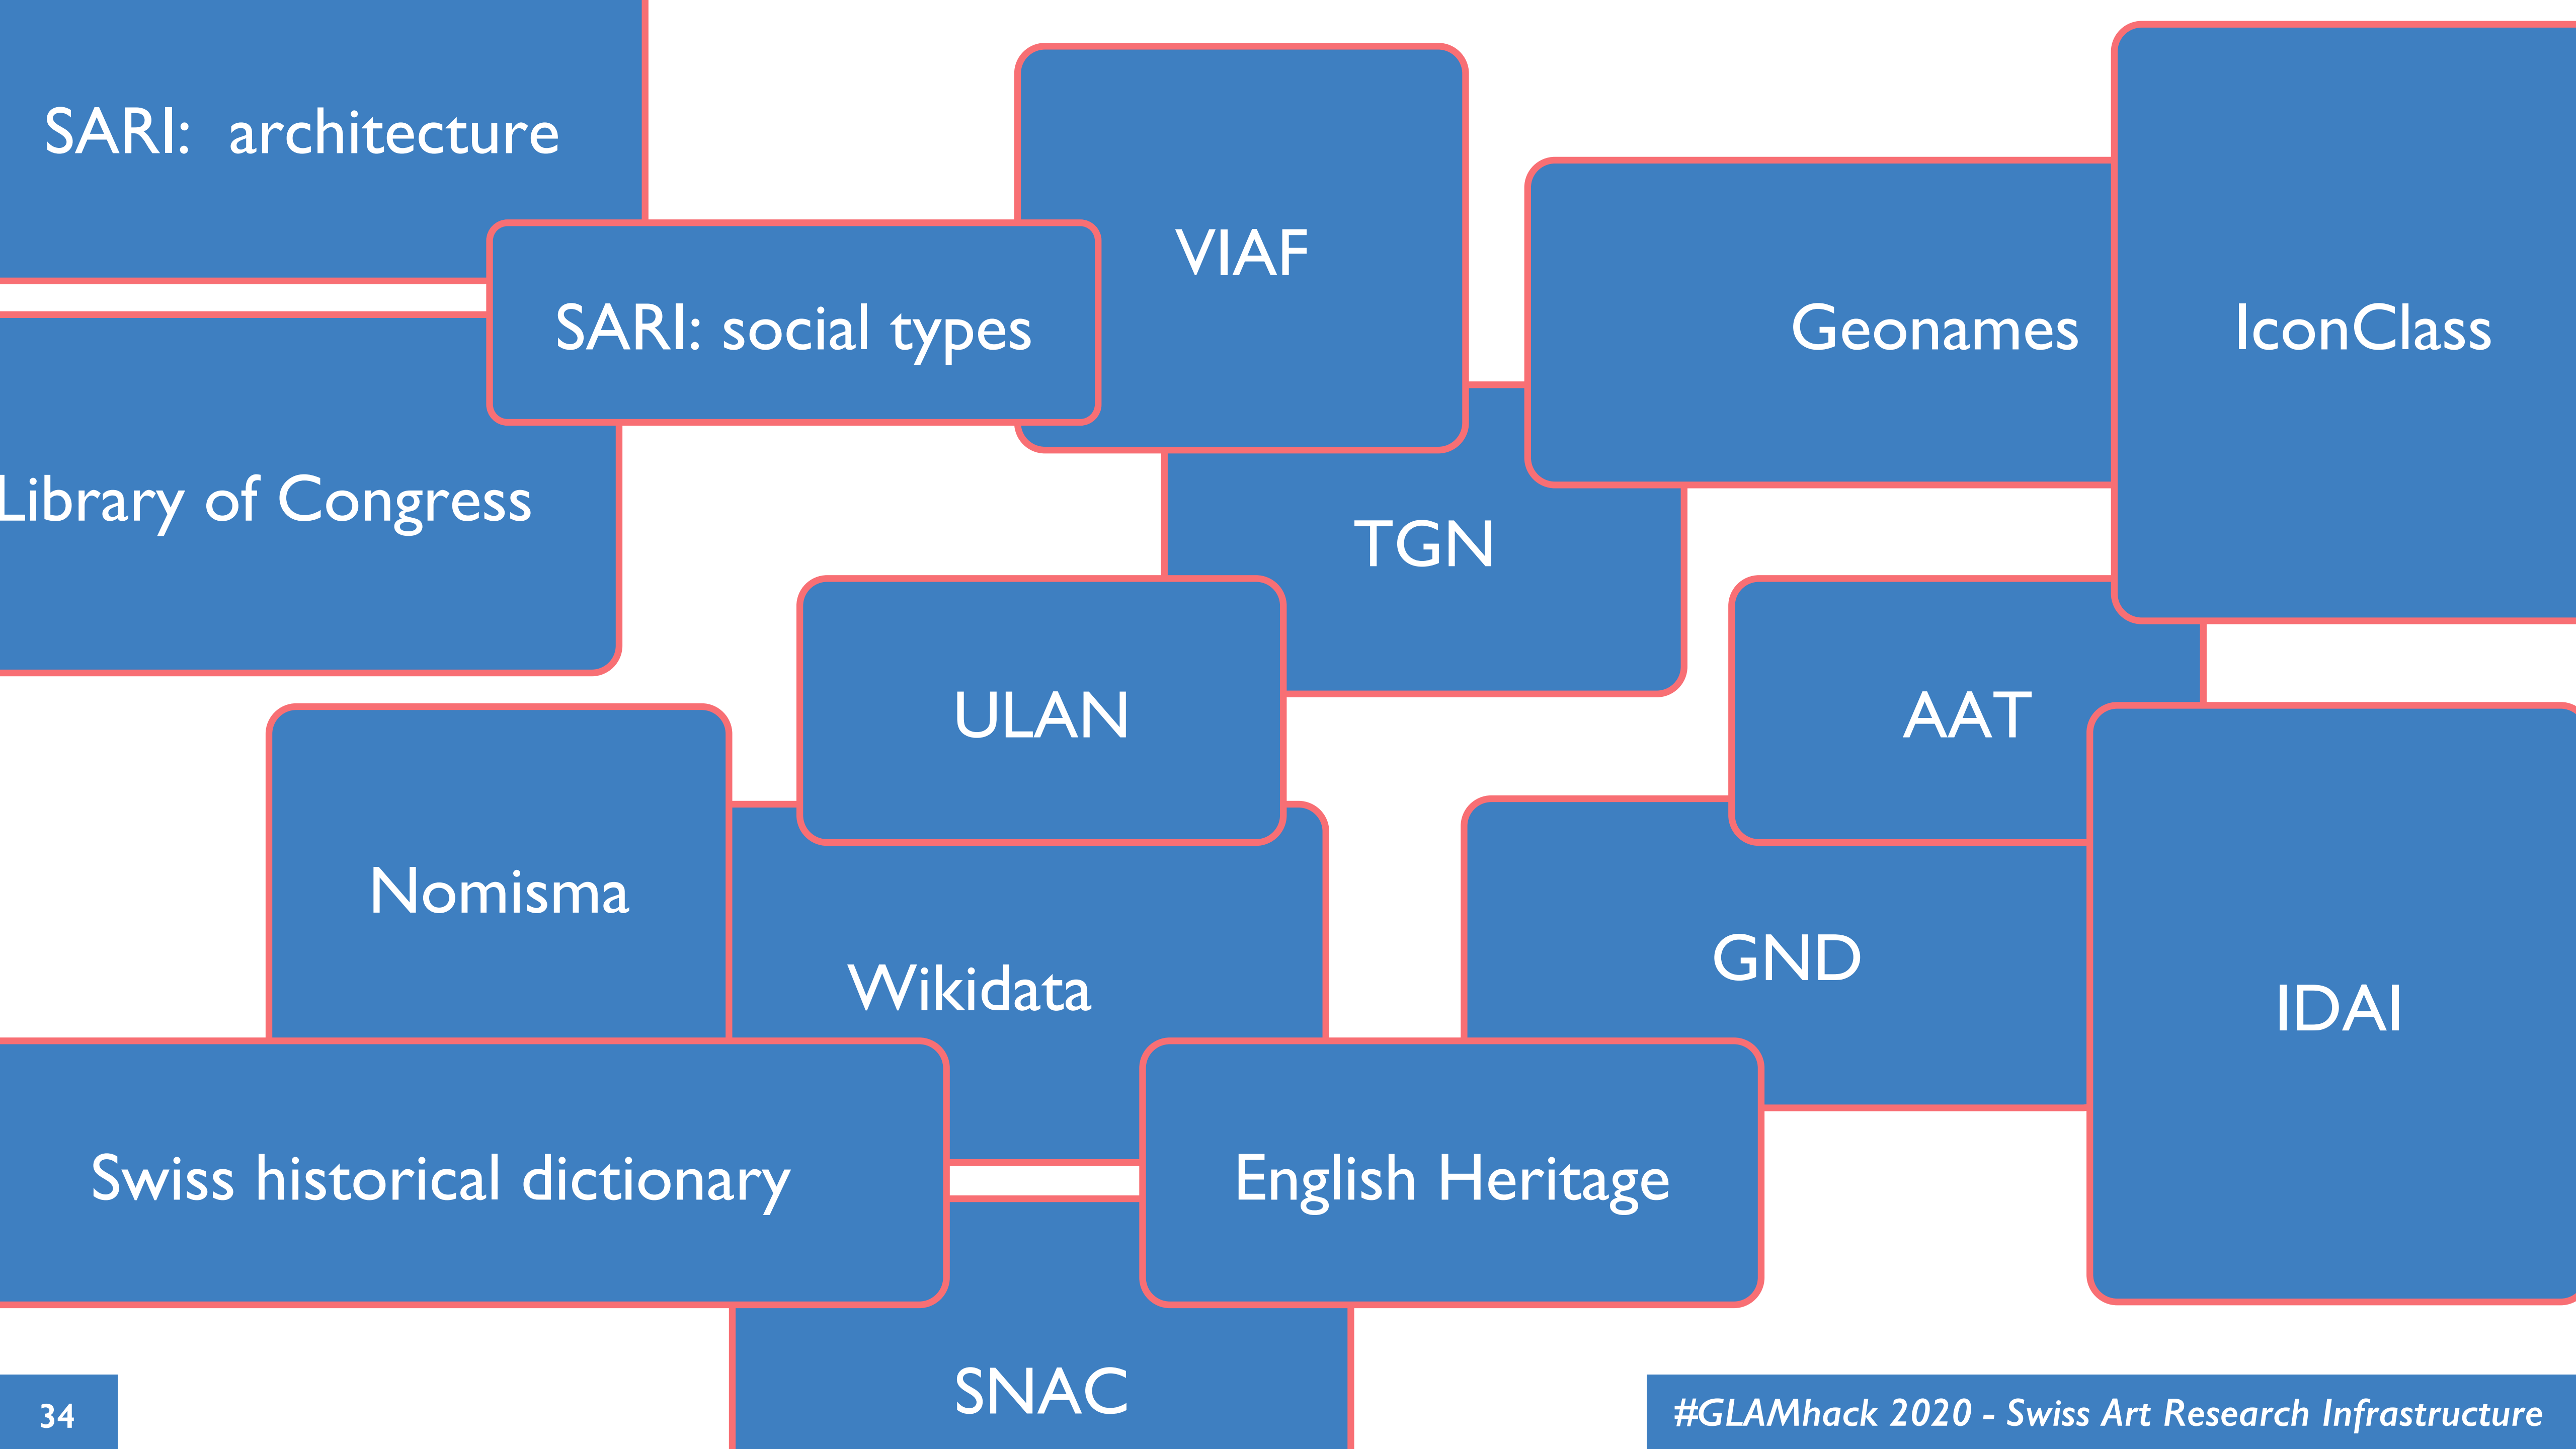 SARI: architecture
VIAF
SARI: social types
Geonames
IconClass
Library of Congress
TGN
ULAN
AAT
Nomisma
Wikidata
GND
IDAI
Swiss historical dictionary
English Heritage
SNAC
34
#GLAMhack 2020 - Swiss Art Research Infrastructure